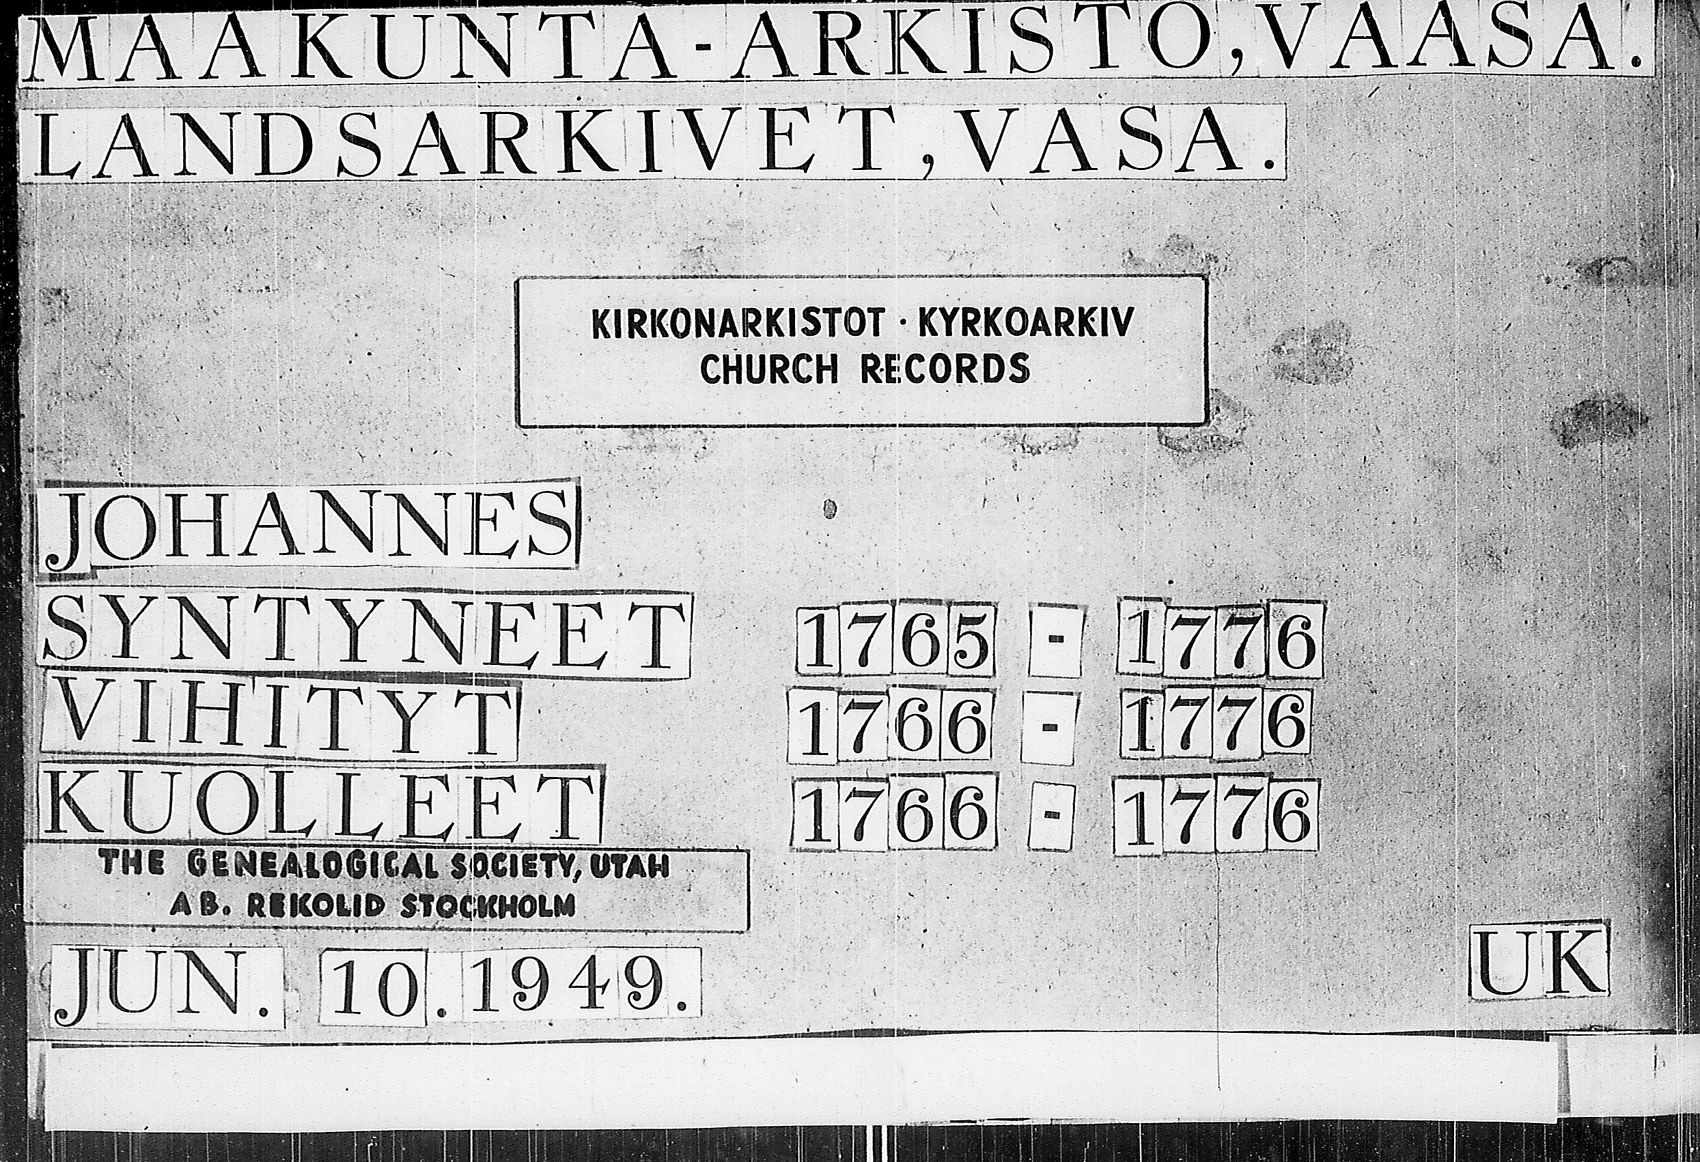 MAAKUNTA-ARKISTO, VAASA.
LANDSARKIVET, VASA.
KIRKONARKISTOT · KYRKOARKIV
CHURCH RECORDS
JOHANNES
SYNTYNEET 1765 - 1776
VIHITYT 1766 - 1776
KUOLLEET 1766 - 1776
THE GENEALOGICAL SOCIETY, UTAH
AB. REKOLID STOCKHOLM
JUN. 10. 1949. UK